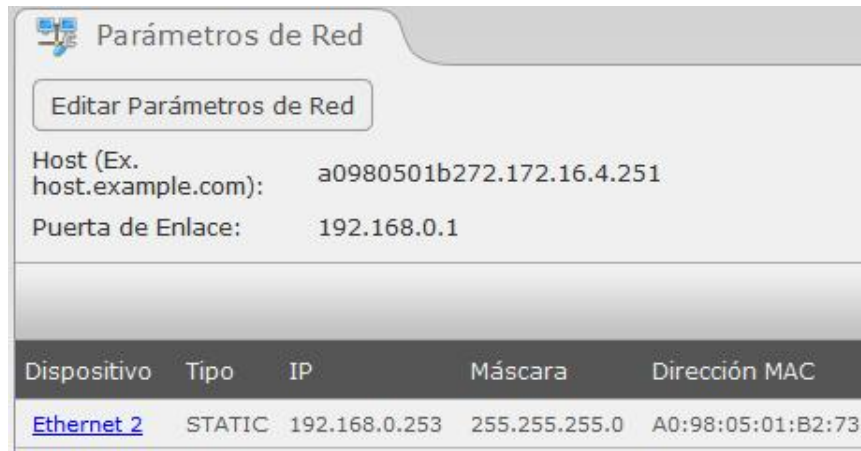 Parámetros de Red
Editar Parámetros de Red
Host (Ex.
host.example.com): a0980501b272.172.16.4.251
Puerta de Enlace: 192.168.0.1
Dispositivo Tipo IP Máscara Dirección MAC
Ethernet 2 STATIC 192.168.0.253 255.255.255.0 A0:98:05:01:B2:73